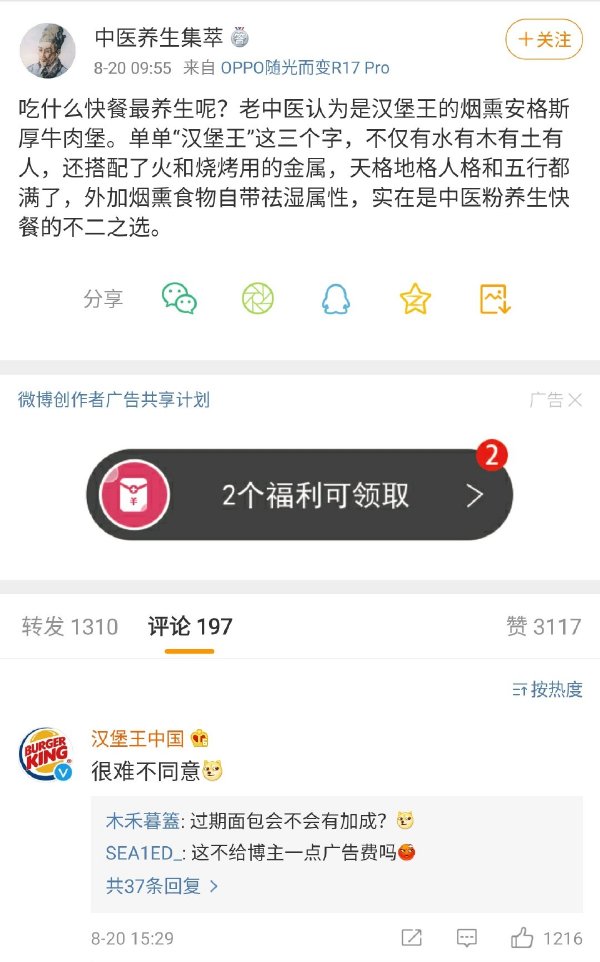 中医养生集萃
+关注
8-20 09:55 来自 OPPO随光而变R17 Pro
吃什么快餐最养生呢？老中医认为是汉堡王的烟熏安格斯
厚牛肉堡。单单“汉堡王”这三个字，不仅有水有木有土有
人，还搭配了火和烧烤用的金属，天格地格人格和五行都
满了，外加烟熏食物自带祛湿属性，实在是中医粉养生快
餐的不二之选。
分享
微博创作者广告共享计划
广告
2个福利可领取
2
转发 1310 评论 197 赞 3117
按热度
BURGER
KING
汉堡王中国
很难不同意
木禾暮蓋: 过期面包会不会有加成？
SEA1ED_: 这不给博主一点广告费吗
共37条回复
8-20 15:29
1216